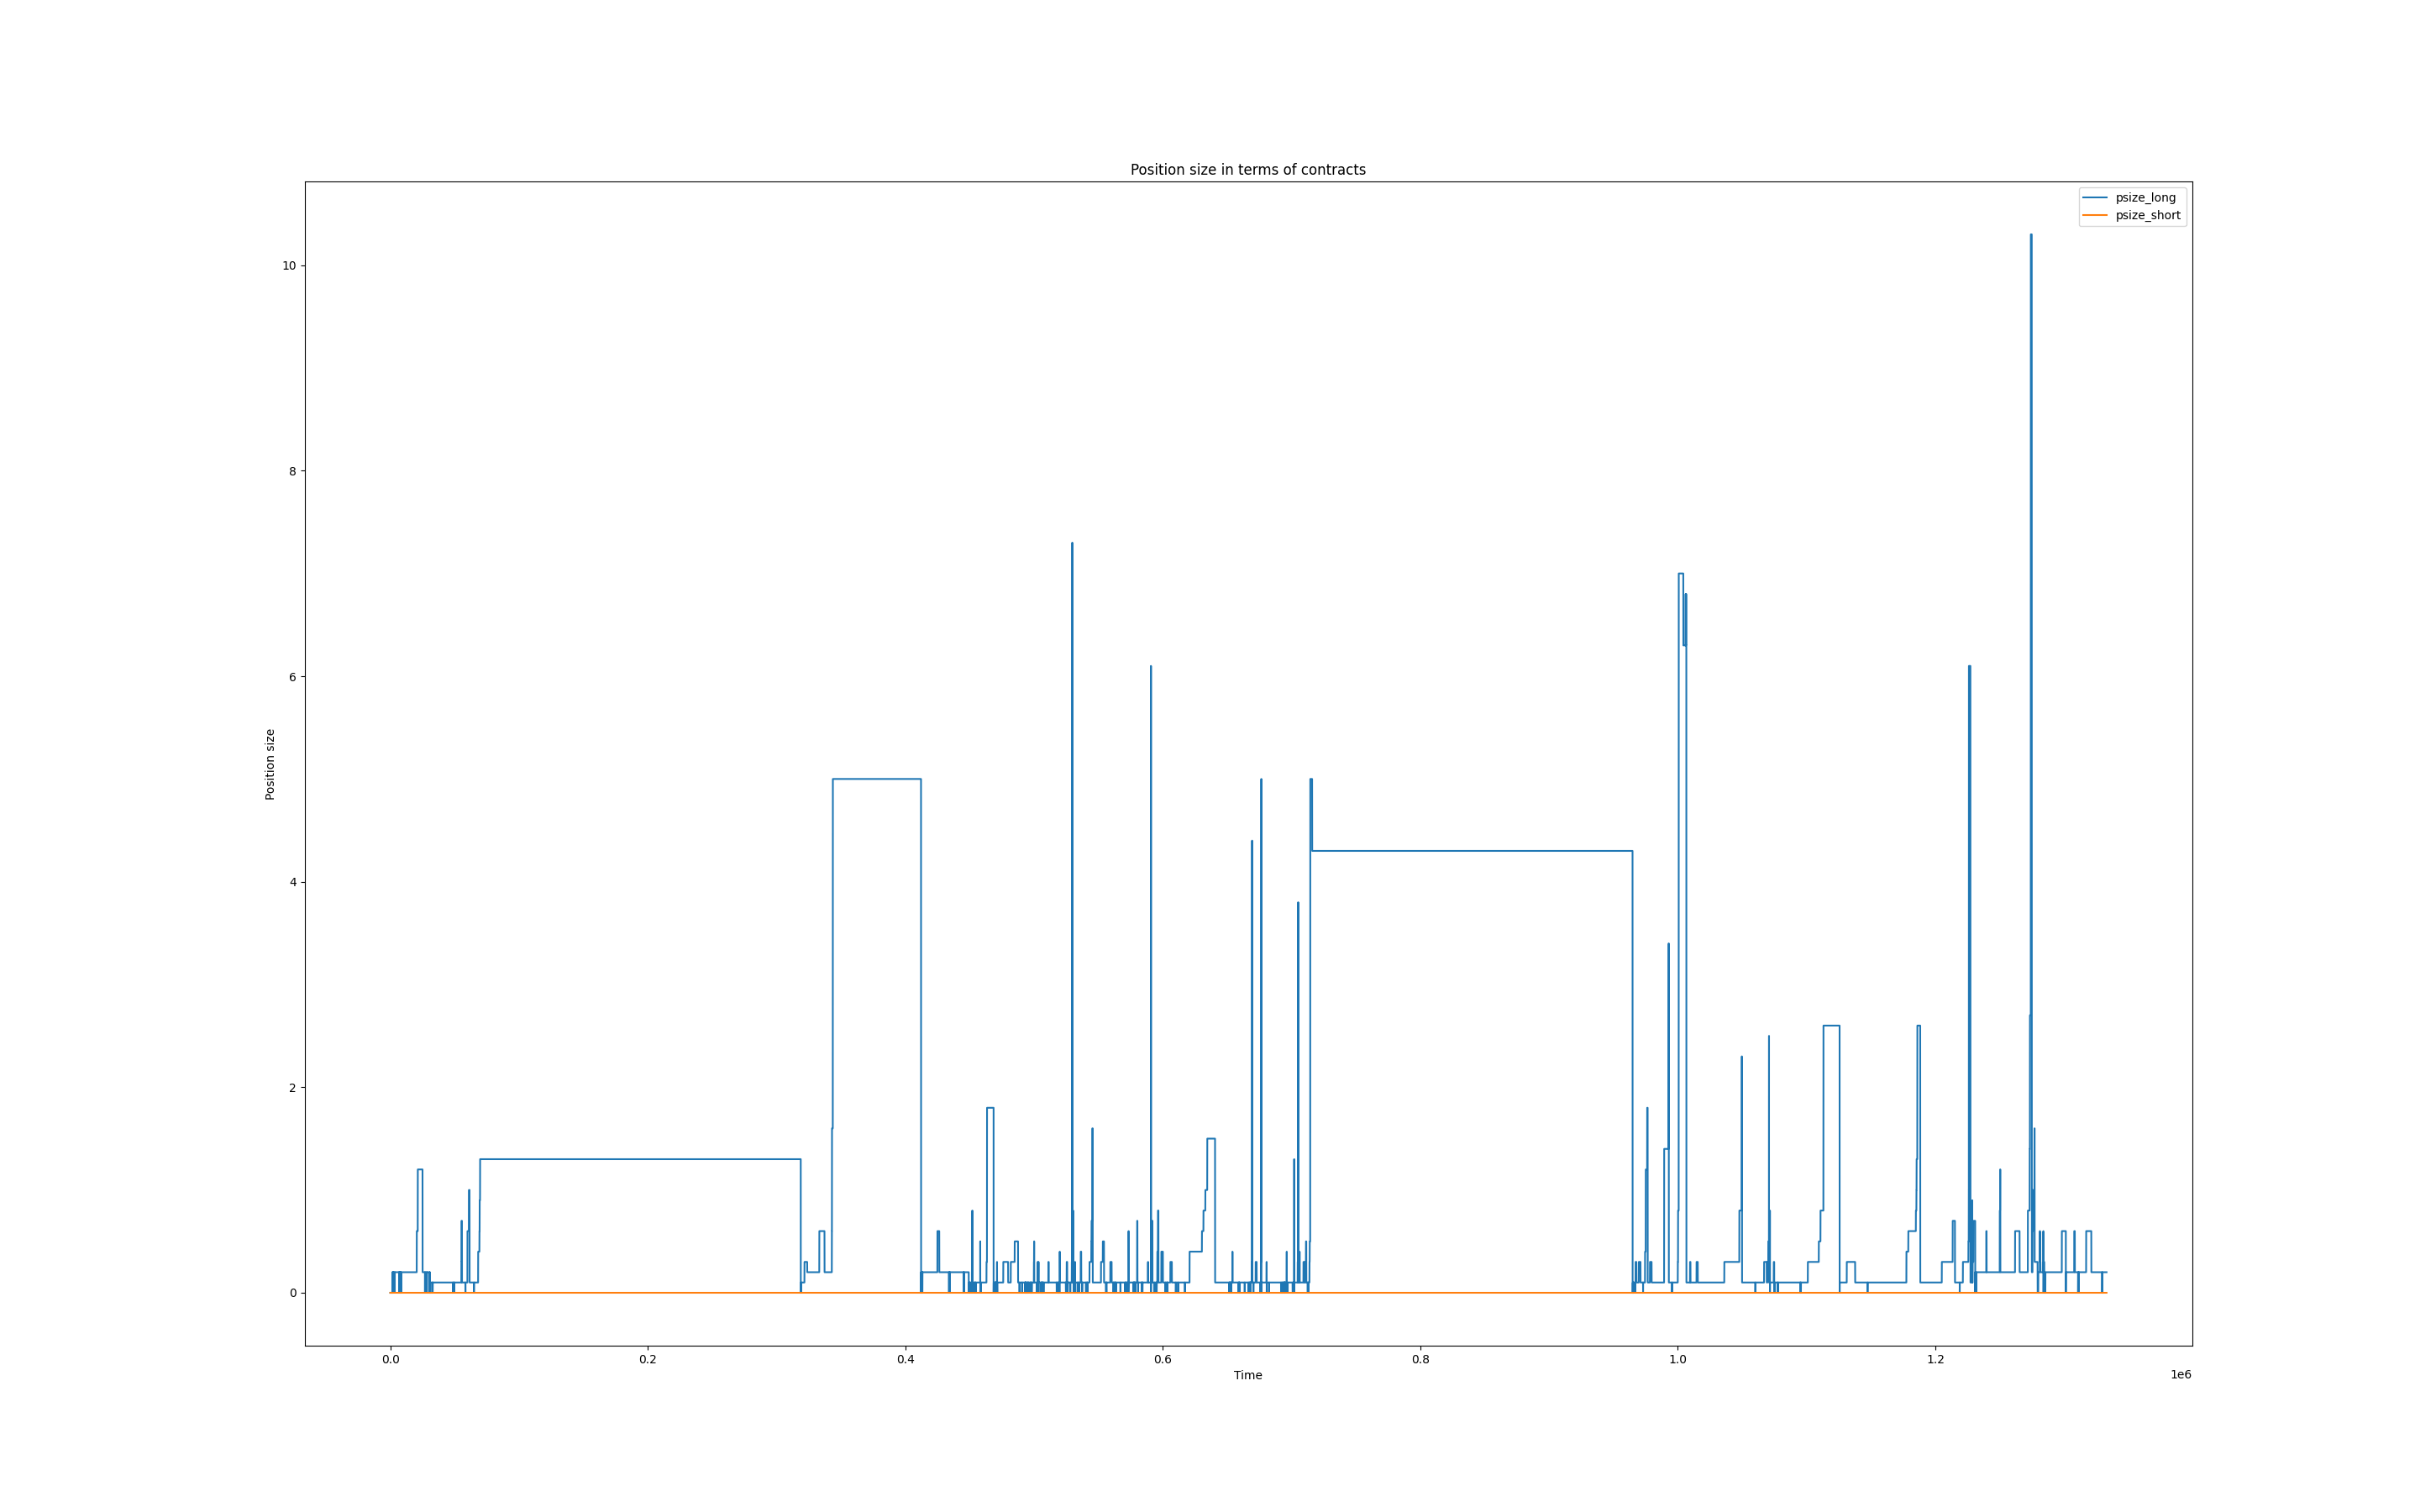 Position size in terms of contracts
psize_long
psize_short
10
8
6
4
2
0
Position size
0.0 0.2 0.4 0.6 0.8 1.0 1.2
Time
1e6